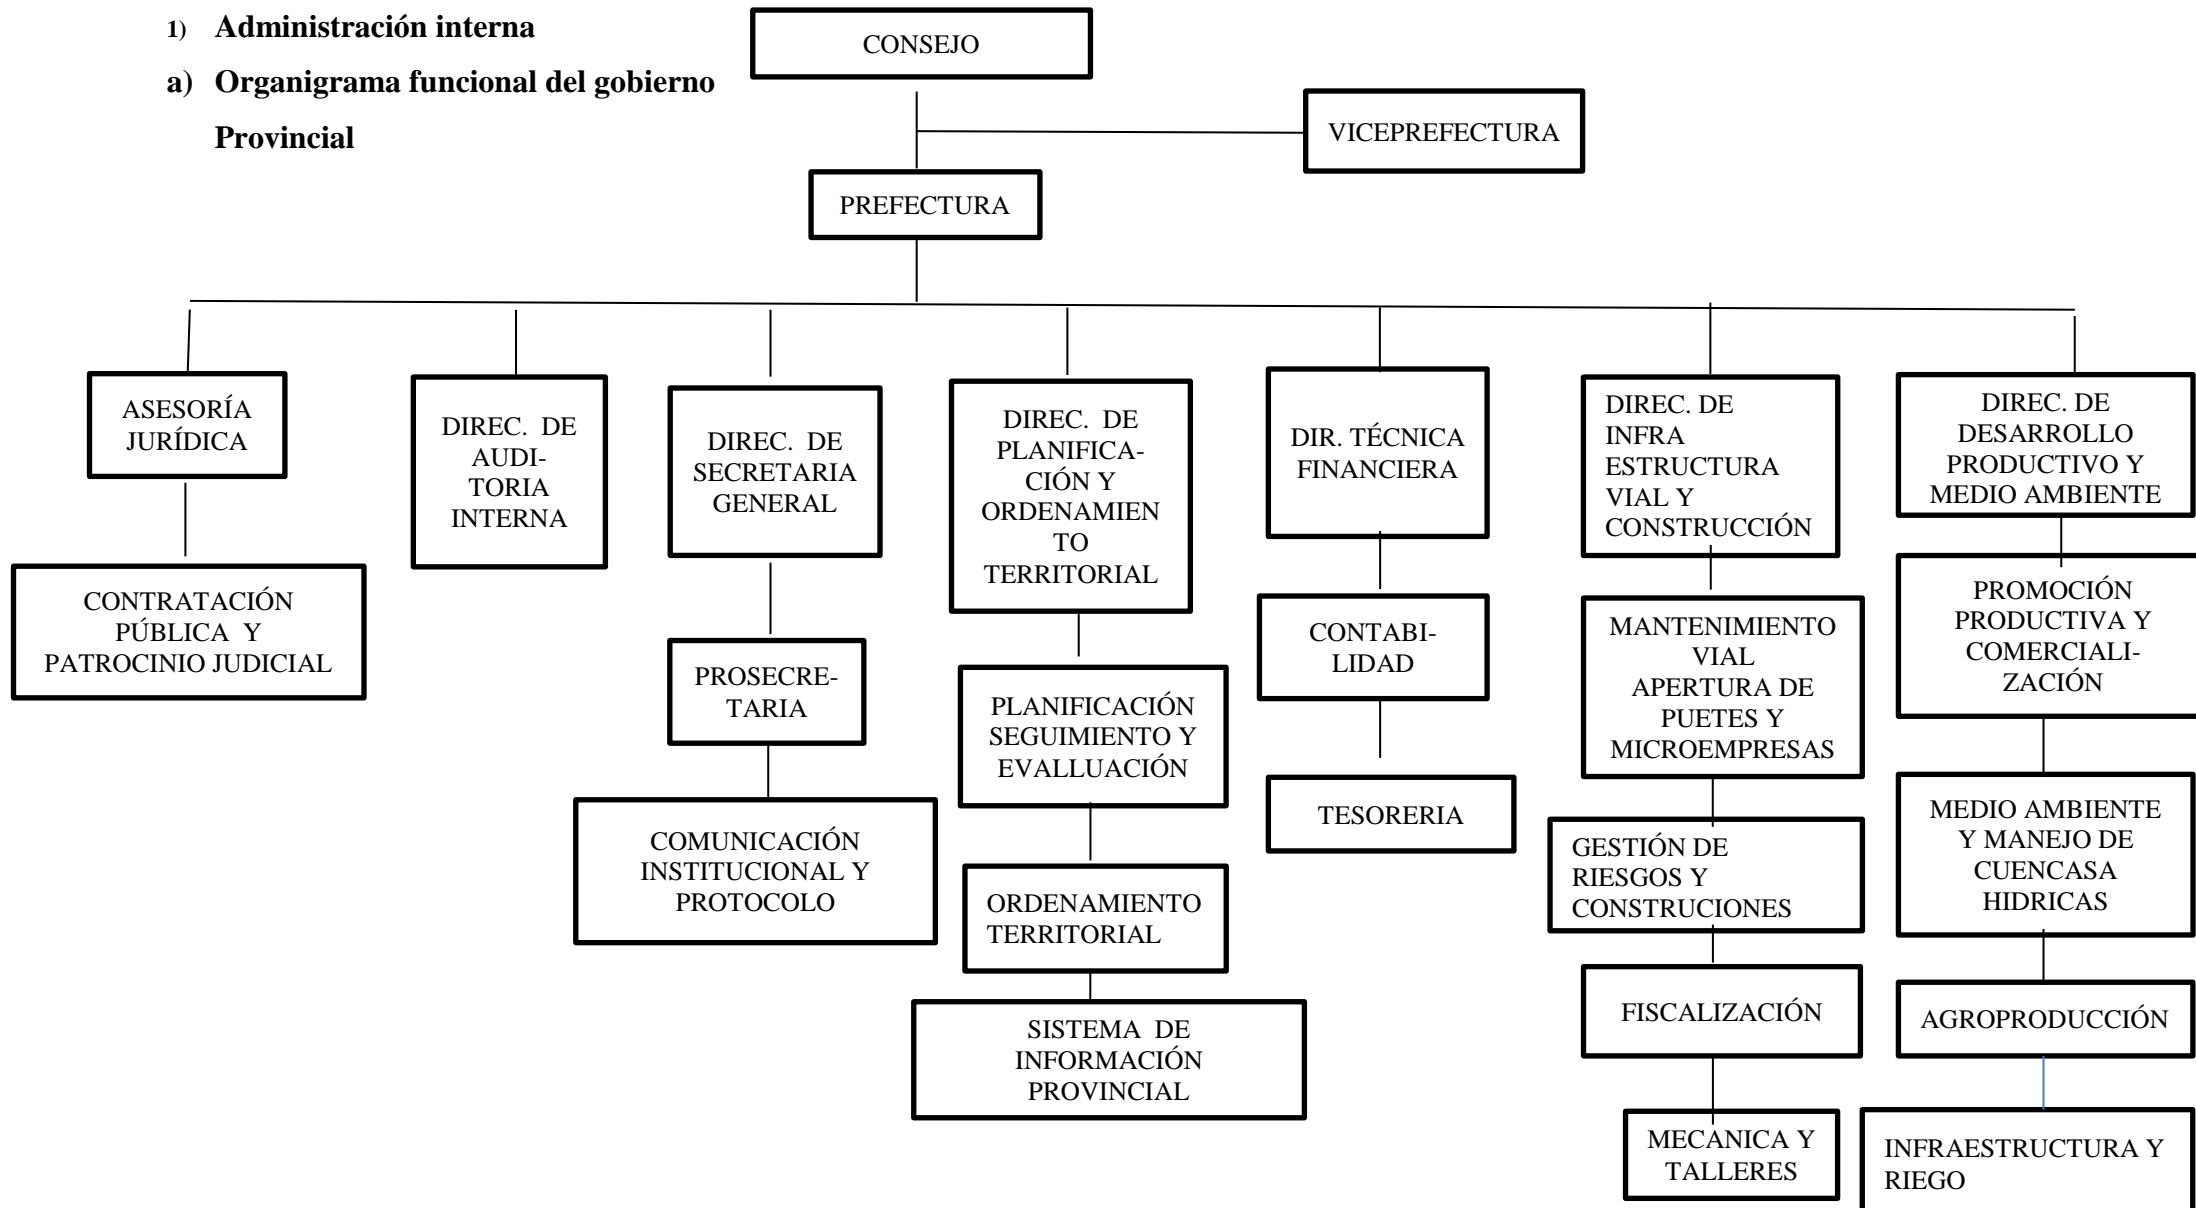 1) Administración interna
a) Organigrama funcional del gobierno
Provincial
CONSEJO
VICEPREFECTURA
PREFECTURA
ASESORÍA
JURÍDICA
CONTRATACIÓN
PÚBLICA Y
PATROCINIO JUDICIAL
DIREC. DE
AUDI-
TORIA
INTERNA
DIREC. DE
SECRETARIA
GENERAL
PROSECRE-
TARIA
COMUNICACIÓN
INSTITUCIONAL Y
PROTOCOLO
DIREC. DE
PLANIFICA-
CIÓN Y
ORDENAMIEN
TO
TERRITORIAL
PLANIFICACIÓN
SEGUIMIENTO Y
EVALLUACIÓN
ORDENAMIENTO
TERRITORIAL
SISTEMA DE
INFORMACIÓN
PROVINCIAL
DIR. TÉCNICA
FINANCIERA
CONTABI-
LIDAD
TESORERIA
DIREC. DE
INFRA
ESTRUCTURA
VIAL Y
CONSTRUCCIÓN
MANTENIMIENTO
VIAL
APERTURA DE
PUETES Y
MICROEMPRESAS
GESTIÓN DE
RIESGOS Y
CONSTRUCIONES
FISCALIZACIÓN
MECANICA Y
TALLERES
DIREC. DE
DESARROLLO
PRODUCTIVO Y
MEDIO AMBIENTE
PROMOCIÓN
PRODUCTIVA Y
COMERCIALI-
ZACIÓN
MEDIO AMBIENTE
Y MANEJO DE
CUENCASA
HIDRICAS
AGROPRODUCCIÓN
INFRAESTRUCTURA Y
RIEGO